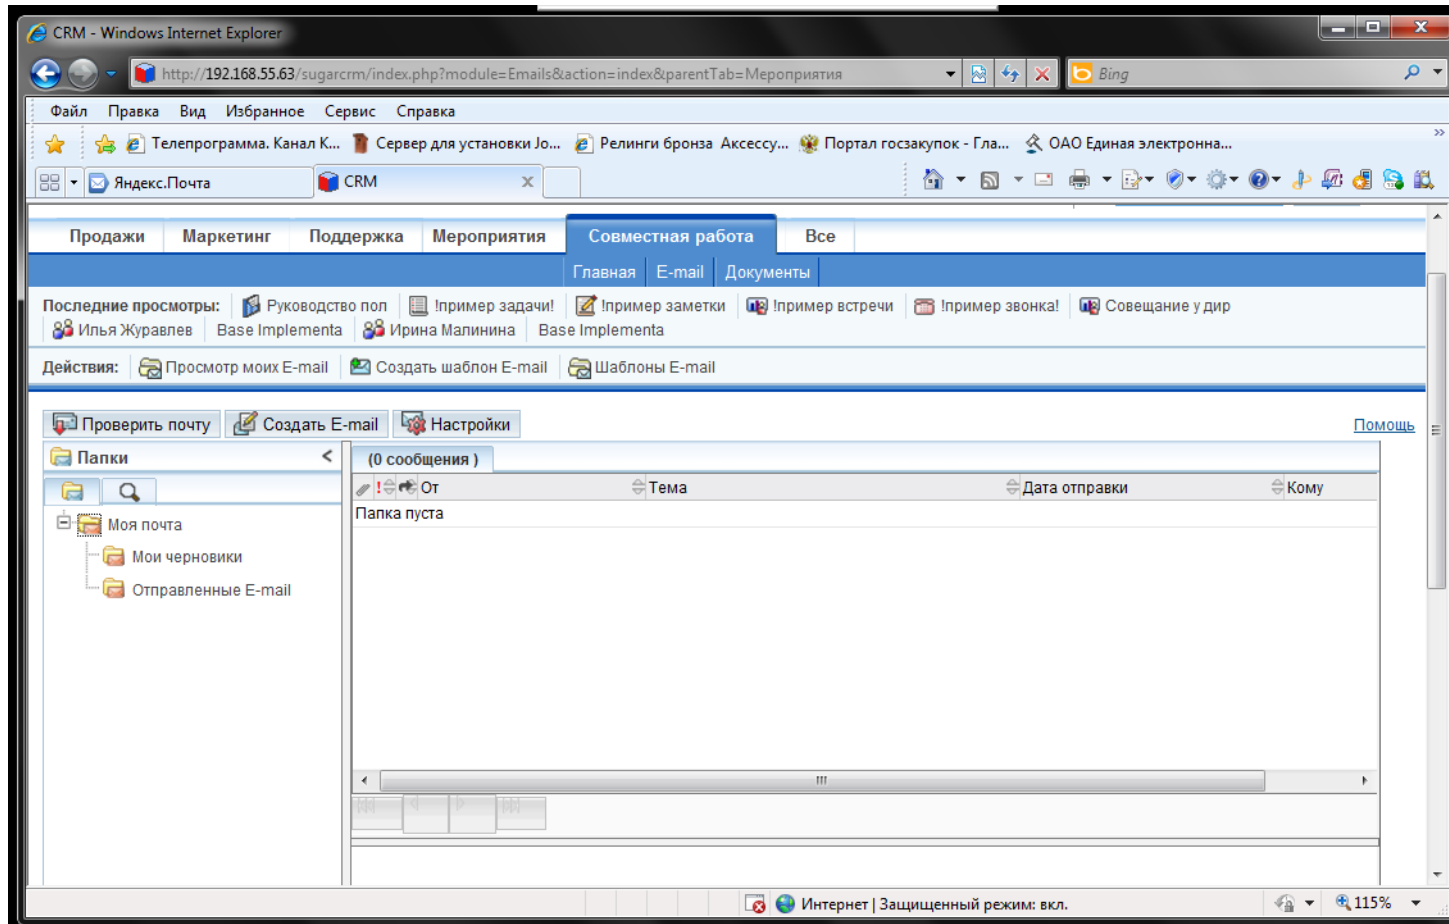 CRM - Windows Internet Explorer
http://192.168.55.63/sugarcrm/index.php?module=Emails&action=index&parentTab=Мероприятия
Bing
Файл Правка Вид Избранное Сервис Справка
Телепрограмма. Канал К... Сервер для установки Jo... Релинги бронза Аксессу... Портал госзакупок - Гла... ОАО Единая электронна...
Яндекс.Почта CRM
Продажи Маркетинг Поддержка Мероприятия Совместная работа Все
Главная E-mail Документы
Последние просмотры: Руководство пол !пример задачи! !пример заметки !пример встречи !пример звонка! Совещание у дир
Илья Журавлев Base Implementa Ирина Малинина Base Implementa
Действия: Просмотр моих E-mail Создать шаблон E-mail Шаблоны E-mail
Проверить почту Создать E-mail Настройки Помощь
Папки
(0 сообщения )
! От Тема Дата отправки Кому
Папка пуста
Моя почта
Мои черновики
Отправленные E-mail
Интернет | Защищенный режим: вкл. 115%